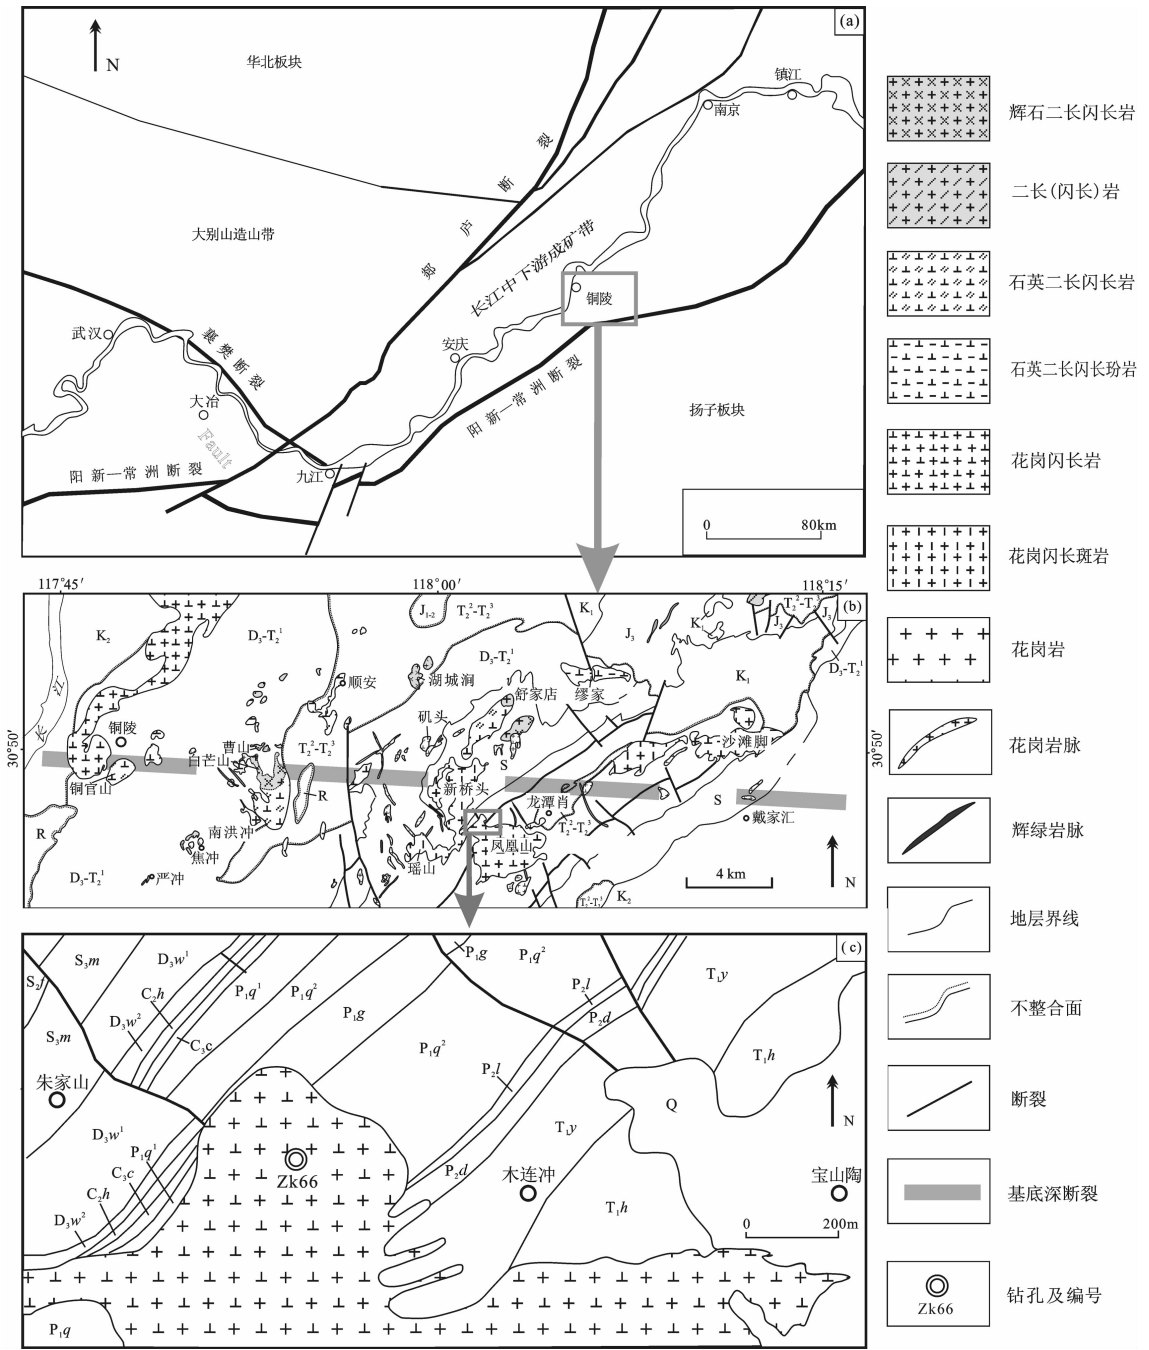 (a)
N
华北板块
镇江
南京
郯庐断裂
大别山造山带
长江中下游成矿带
铜陵
武汉
襄樊断裂
安庆
大冶
Fault
阳新—常洲断裂
扬子板块
阳新一常洲断裂
九江
0
80km
117°45′
118°00′
118°15′
(b)
K₂
D₃-T₂¹
J₁₋₂
T₂²-T₂³
K₁
J₃
K₁
T₂²-T₂³
J₃
J₃
D₃-T₂¹
D₃-T₂¹
K₁
长江
顺安
湖城涧
舒家店
缪家
矶头
铜陵
30°50′
30°50′
曹山
白芒山
T₂²-T₂³
沙滩脚
S
铜官山
新桥头
R
龙潭肖
S
T₂²-T₂³
戴家汇
R
南洪冲
焦冲
凤凰山
瑶山
D₃-T₂¹
严冲
T₂²-T₂³
K₂
4 km
N
(c)
S₃m
D₃w¹
P₁g
P₁q²
T₁y
S₂f
C₂h
P₁q¹
P₁q²
P₂l
D₃w²
P₁g
P₂d
S₃m
C₃c
P₁q²
T₁h
P₂l
朱家山
Q
N
D₃w¹
T₁y
P₁q¹
Zk66
P₂d
木连冲
宝山陶
C₃c
C₂h
D₃w²
T₁h
0
200m
P₁q
辉石二长闪长岩
二长(闪长)岩
石英二长闪长岩
石英二长闪长玢岩
花岗闪长岩
花岗闪长斑岩
花岗岩
花岗岩脉
辉绿岩脉
地层界线
不整合面
断裂
基底深断裂
Zk66
钻孔及编号